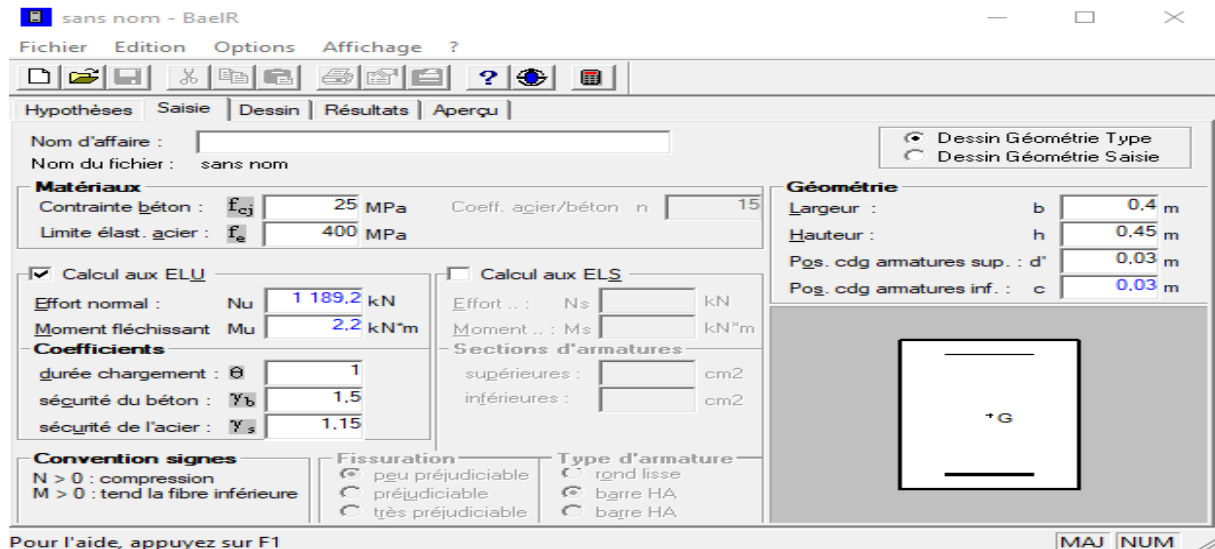 sans nom - BaelR
Fichier Edition Options Affichage ?
Hypothèses Saisie Dessin Résultats Aperçu
Nom d'affaire :
Nom du fichier : sans nom
Dessin Géométrie Type
Dessin Géométrie Saisie
Matériaux
Contrainte béton : fcj 25 MPa Coeff. acier/béton n 15
Limite élast. acier : fe 400 MPa
Géométrie
Largeur : b 0.4 m
Hauteur : h 0.45 m
Pos. cdg armatures sup. : d' 0.03 m
Pos. cdg armatures inf. : c 0.03 m
Calcul aux ELU
Effort normal : Nu 1 189,2 kN
Moment fléchissant Mu 2,2 kN*m
Calcul aux ELS
Effort .. : Ns kN
Moment .. : Ms kN*m
Coefficients
durée chargement : θ 1
sécurité du béton : γb 1.5
sécurité de l'acier : γs 1.15
Sections d'armatures
supérieures : cm2
inférieures : cm2
+G
Convention signes
N > 0 : compression
M > 0 : tend la fibre inférieure
Fissuration
peu préjudiciable
préjudiciable
très préjudiciable
Type d'armature
rond lisse
barre HA
barre HA
Pour l'aide, appuyez sur F1
MAJ NUM